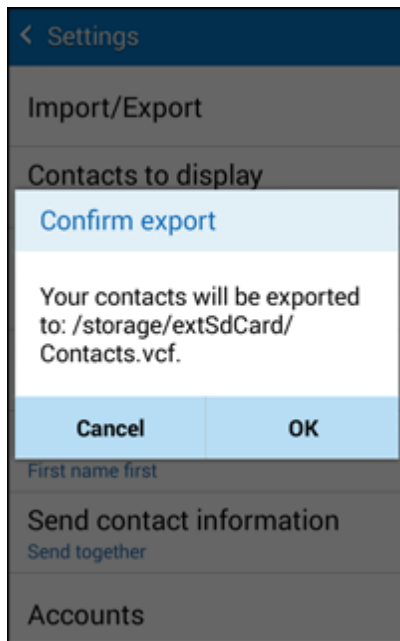 Settings
Import/Export
Contacts to display
Confirm export
Your contacts will be exported
to: /storage/extSdCard/
Contacts.vcf.
Cancel OK
First name first
Send contact information
Send together
Accounts